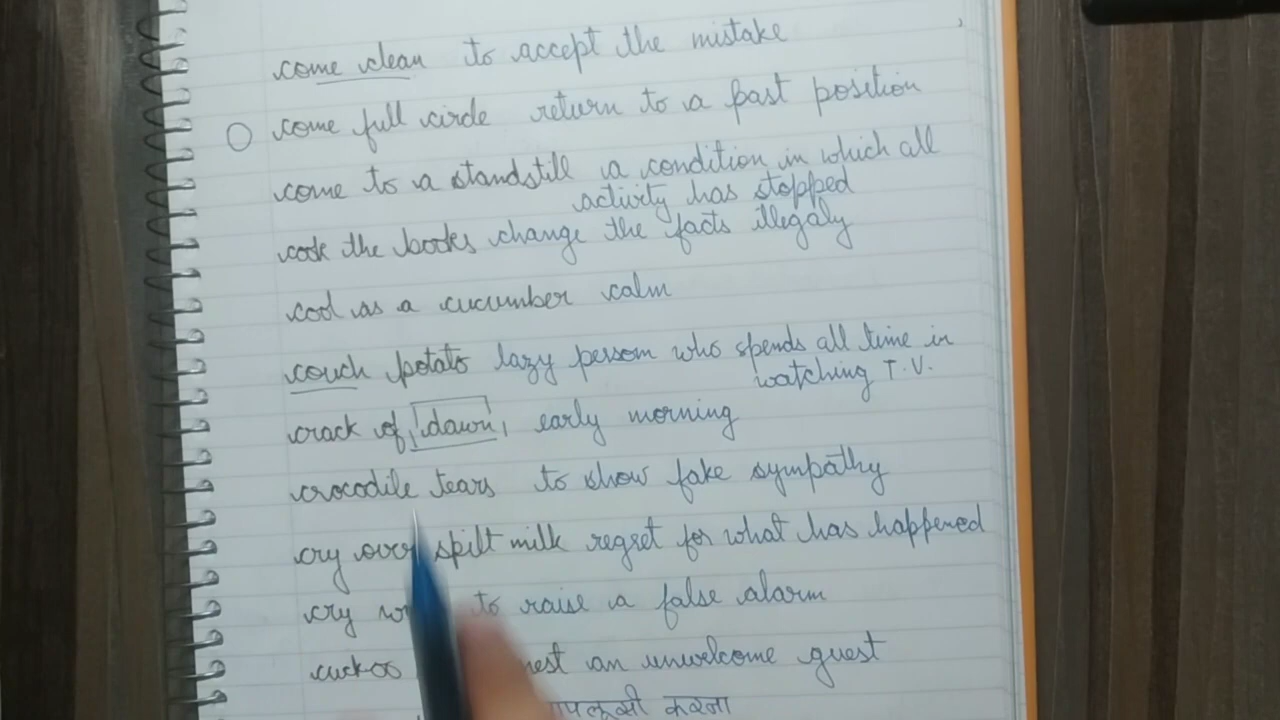 come clean to accept the mistake
come full circle return to a past position
come to a standstill a condition in which all
activity has stopped
cook the books change the facts illegaly
cool as a cucumber calm
couch potato lazy person who spends all time in
watching T.V.
crack of dawn early morning
crocodile tears to show fake sympathy
cry over spilt milk regret for what has happened
cry to raise a false alarm
cuckoo nest an unwelcome guest
करना